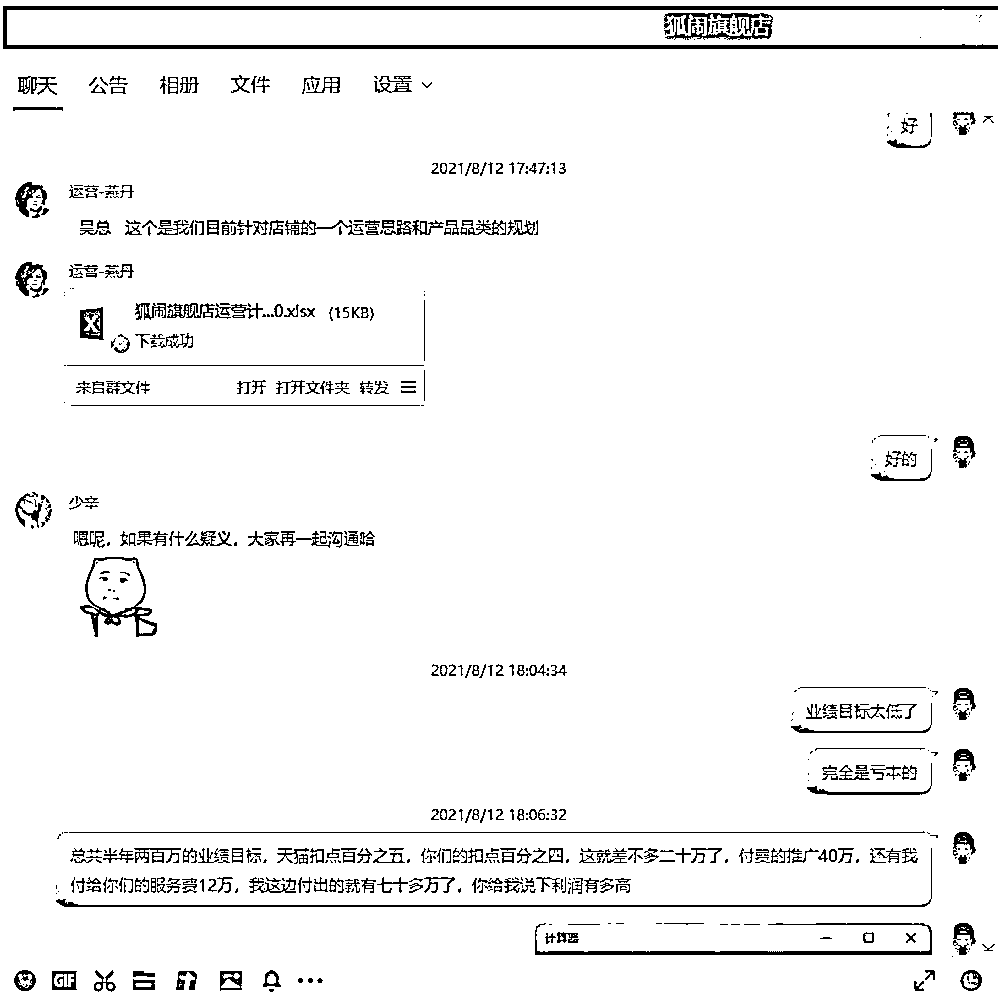 狐闹旗舰店
聊天 公告 相册 文件 应用 设置
好
2021/8/12 17:47:13
运营-燕丹
吴总 这个是我们目前针对店铺的一个运营思路和产品品类的规划
运营-燕丹
狐闹旗舰店运营计...0.xlsx (15KB)
下载成功
来自群文件 打开 打开文件夹 转发
好的
少辛
嗯呢，如果有什么疑义，大家再一起沟通哈
2021/8/12 18:04:34
业绩目标太低了
完全是亏本的
2021/8/12 18:06:32
总共半年两百万的业绩目标，天猫扣点百分之五，你们的扣点百分之四，这就差不多二十万了，付费的推广40万，还有我
付给你们的服务费12万，我这边付出的就有七十多万了，你给我说下利润有多高
计算器
GIF